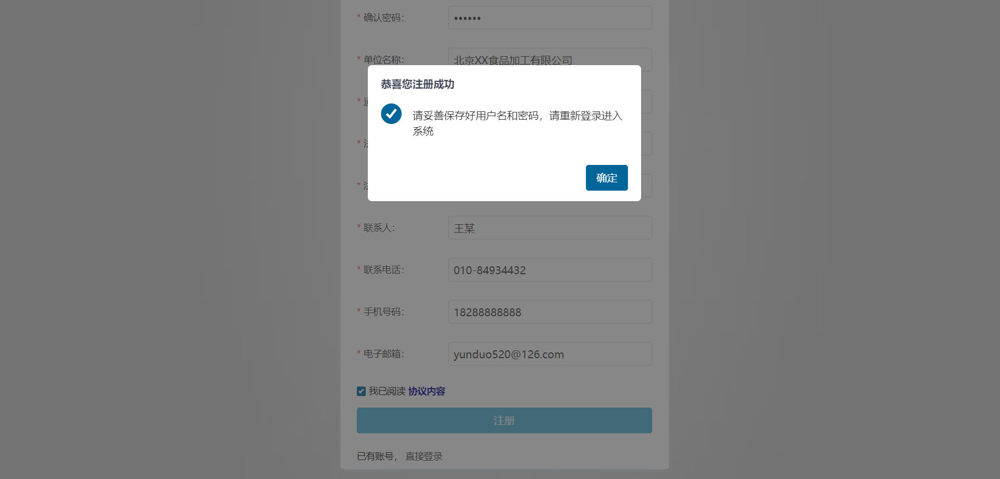 * 确认密码：
••••••
* 单位名称：
北京XX食品加工有限公司
恭喜您注册成功
请妥善保存好用户名和密码，请重新登录进入
系统
确定
* 联系人：
王某
* 联系电话：
010-84934432
* 手机号码：
18288888888
* 电子邮箱：
yunduo520@126.com
我已阅读 协议内容
注册
已有账号， 直接登录